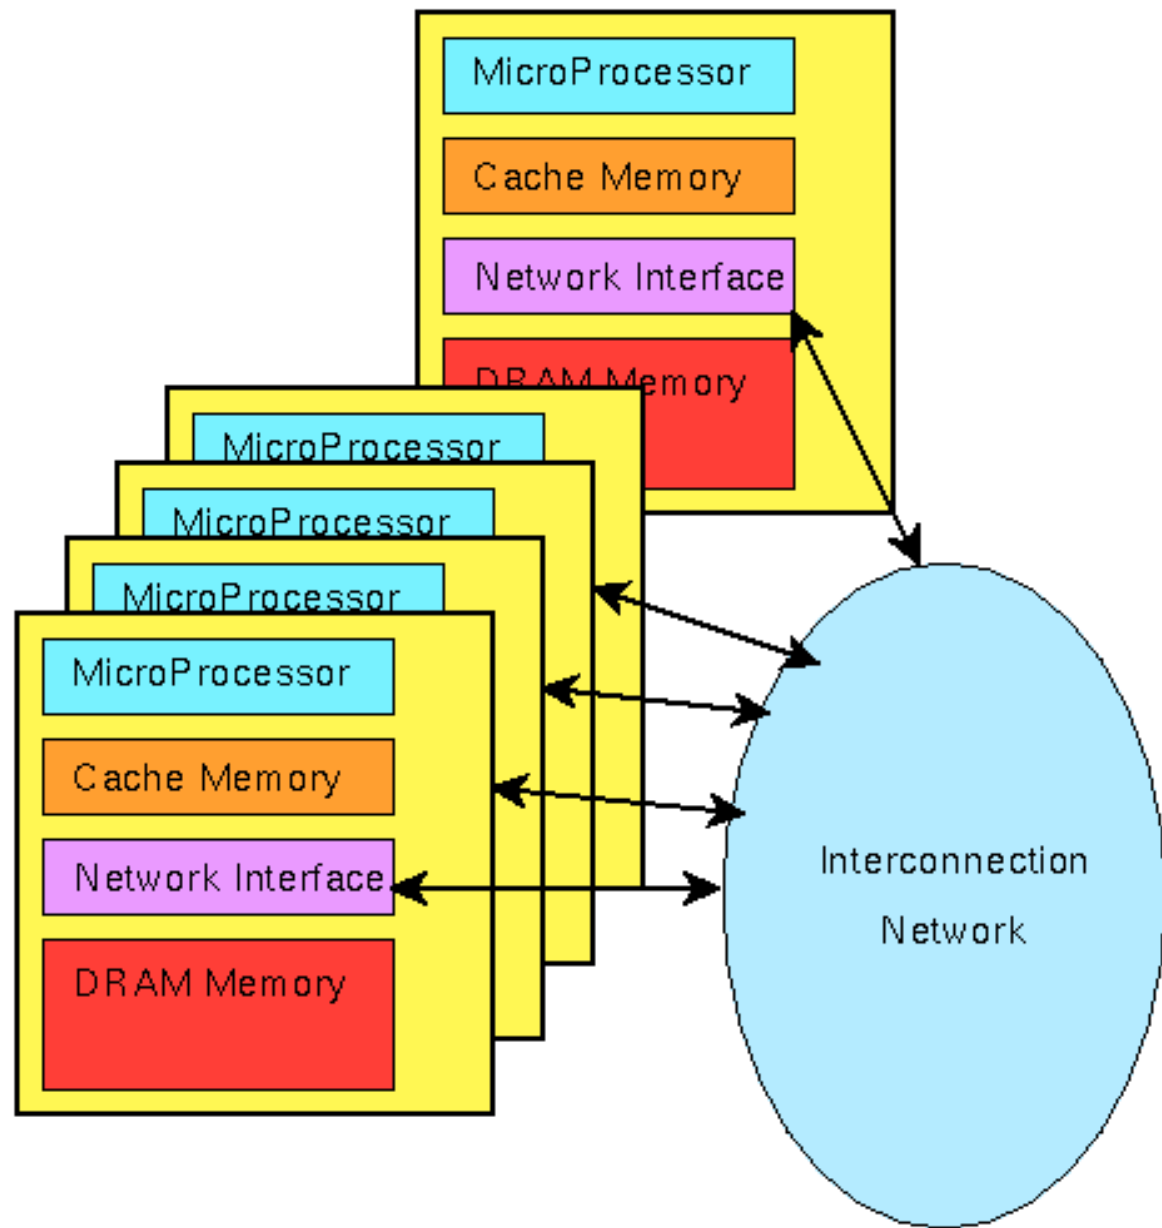 MicroProcessor
Cache Memory
Network Interface
DRAM Memory
MicroProcessor
MicroProcessor
MicroProcessor
MicroProcessor
Cache Memory
Network Interface
DRAM Memory
Interconnection
Network